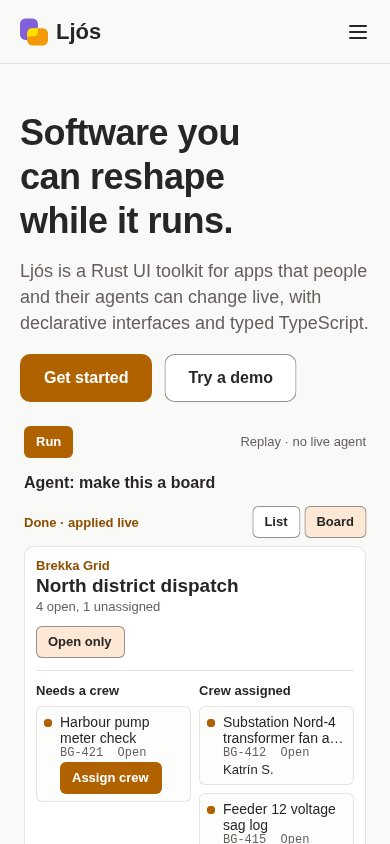 Ljós
Software you
can reshape
while it runs.
Ljós is a Rust UI toolkit for apps that people
and their agents can change live, with
declarative interfaces and typed TypeScript.
Get started
Try a demo
Run
Replay · no live agent
Agent: make this a board
Done · applied live
List
Board
Brekka Grid
North district dispatch
4 open, 1 unassigned
Open only
Needs a crew
Harbour pump
meter check
BG-421 Open
Assign crew
Crew assigned
Substation Nord-4
transformer fan a…
BG-412 Open
Katrín S.
Feeder 12 voltage
sag log
BG-415 Open